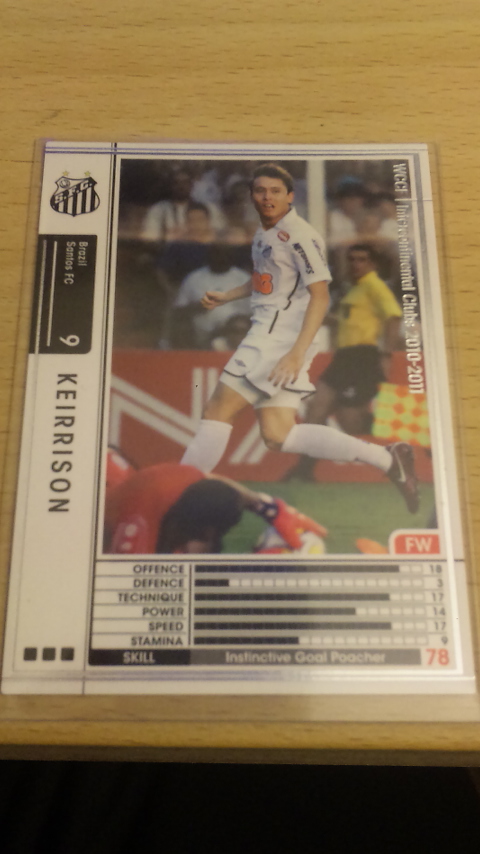 WCCF Intercontinental Clubs 2010-2011
Brazil
Santos FC
9
KEIRRISON
FW
OFFENCE 18
DEFENCE 3
TECHNIQUE 17
POWER 14
SPEED 17
STAMINA 9
SKILL Instinctive Goal Poacher 78